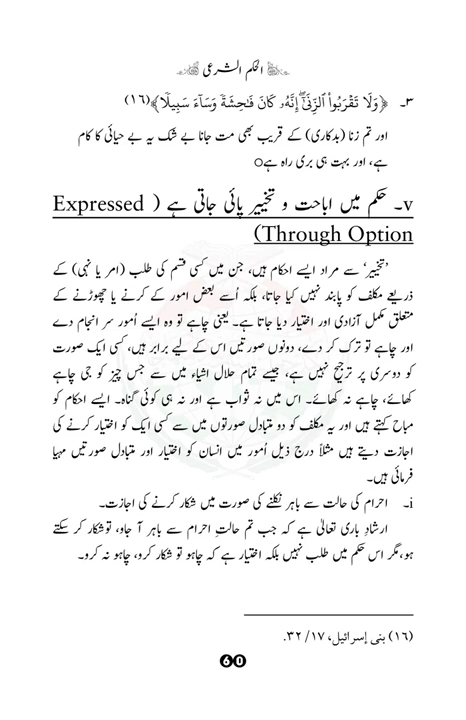 الحكم الشرعی
۳۔ ﴿وَلَا تَقْرَبُواْ ٱلزِّنَىٰٓ إِنَّهُۥ كَانَ فَٰحِشَةٗ وَسَآءَ سَبِيلٗا﴾(١٦)
اور تم زنا (بدکاری) کے قریب بھی مت جانا بے شک یہ بے حیائی کا کام
ہے، اور بہت ہی بری راہ ہے○
v۔ حکم میں اباحت و تخییر پائی جاتی ہے (Expressed
Through Option)
’تخییر‘ سے مراد ایسے احکام ہیں، جن میں کسی قسم کی طلب (امر یا نہی) کے
ذریعے مکلف کو پابند نہیں کیا جاتا، بلکہ اُسے بعض امور کے کرنے یا چھوڑنے کے
متعلق مکمل آزادی اور اختیار دیا جاتا ہے۔ یعنی چاہے تو وہ ایسے اُمور سر انجام دے
اور چاہے تو ترک کر دے، دونوں صورتیں اس کے لیے برابر ہیں، کسی ایک صورت
کو دوسری پر ترجیح نہیں ہے، جیسے تمام حلال اشیاء میں سے جس چیز کو جی چاہے
کھائے، چاہے نہ کھائے۔ اس میں نہ ثواب ہے اور نہ ہی کوئی گناہ۔ ایسے احکام کو
مباح کہتے ہیں اور یہ مکلف کو دو متبادل صورتوں میں سے کسی ایک کو اختیار کرنے کی
اجازت دیتے ہیں مثلاً درج ذیل اُمور میں انسان کو اختیار اور متبادل صورتیں مہیا
فرمائی ہیں۔
i۔ احرام کی حالت سے باہر نکلنے کی صورت میں شکار کرنے کی اجازت۔
ارشادِ باری تعالیٰ ہے کہ جب تم حالتِ احرام سے باہر آ جاو، تو شکار کر سکتے
ہو، مگر اس حکم میں طلب نہیں بلکہ اختیار ہے کہ چاہو تو شکار کرو، چاہو نہ کرو۔
(١٦) بنی إسرائیل، ١٧/ ٣٢.
60